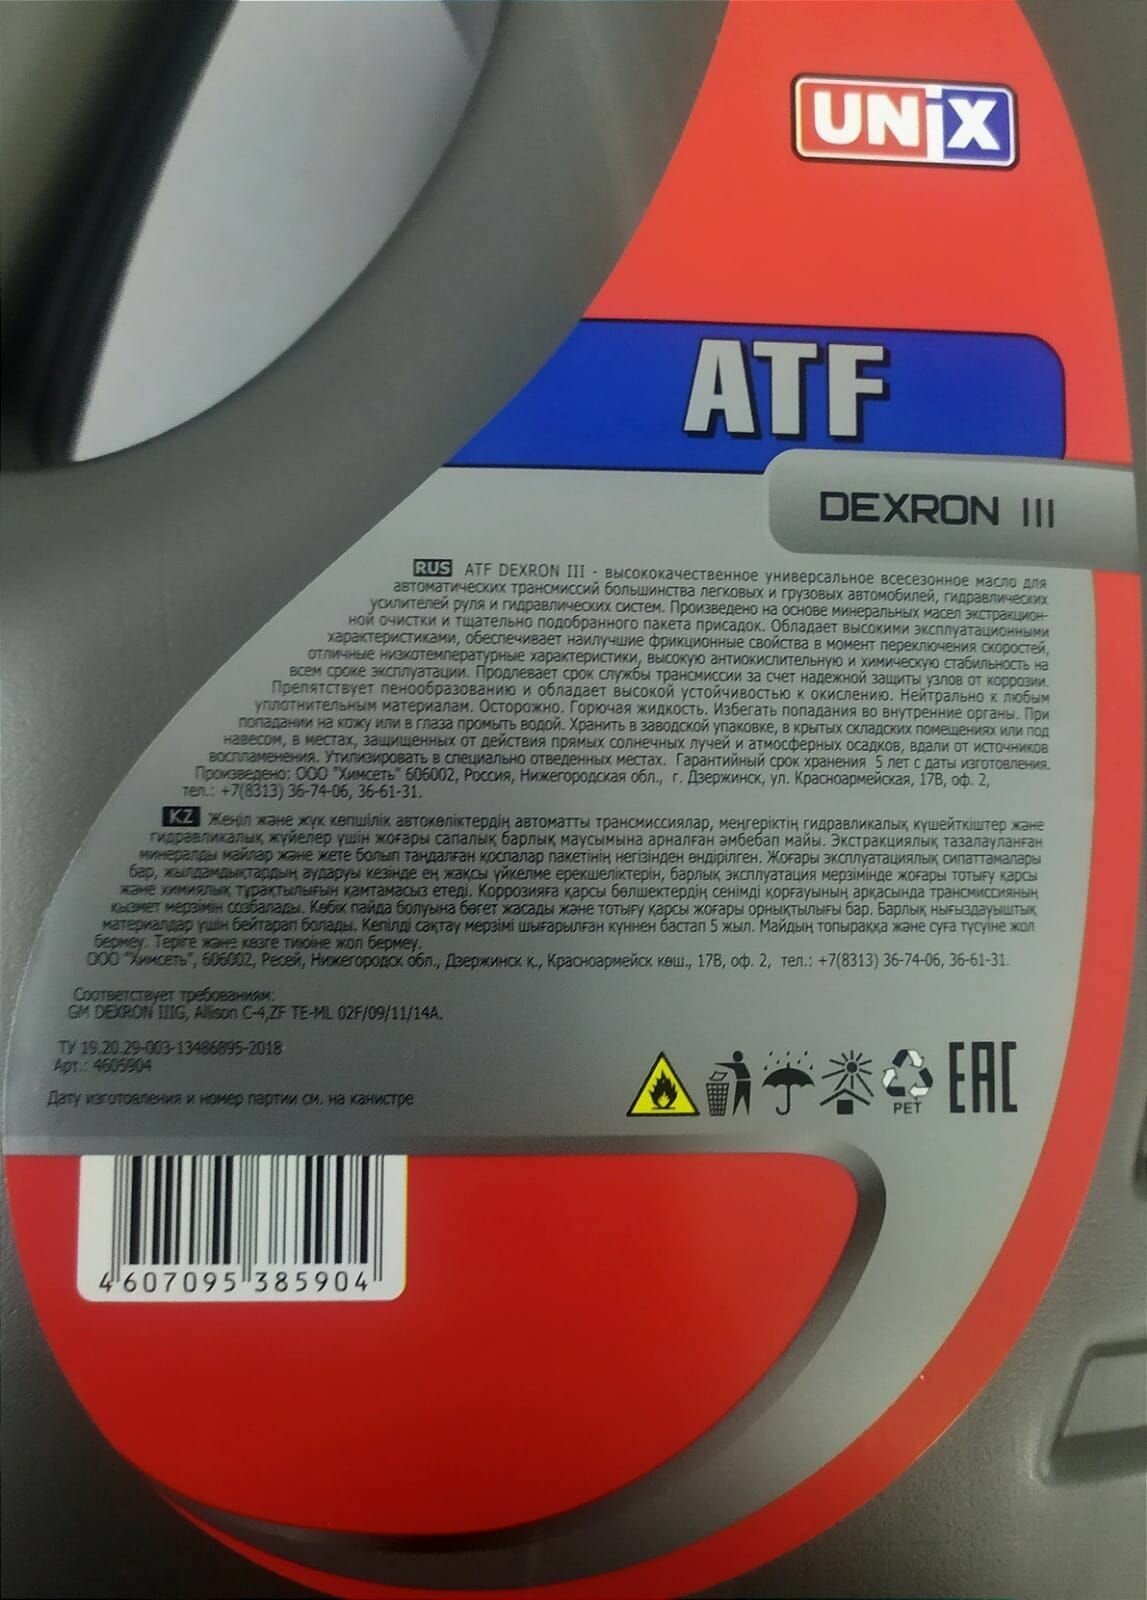 UNiX
ATF
DEXRON III
RUS ATF DEXRON III - высококачественное универсальное всесезонное масло для
автоматических трансмиссий большинства легковых и грузовых автомобилей, гидравлических
усилителей руля и гидравлических систем. Произведено на основе минеральных масел экстракцион-
ной очистки и тщательно подобранного пакета присадок. Обладает высокими эксплуатационными
характеристиками, обеспечивает наилучшие фрикционные свойства в момент переключения скоростей,
отличные низкотемпературные характеристики, высокую антиокислительную и химическую стабильность на
всем сроке эксплуатации. Продлевает срок службы трансмиссии за счет надежной защиты узлов от коррозии.
Препятствует пенообразованию и обладает высокой устойчивостью к окислению. Нейтрально к любым
уплотнительным материалам. Осторожно. Горючая жидкость. Избегать попадания во внутренние органы. При
попадании на кожу или в глаза промыть водой. Хранить в заводской упаковке, в крытых складских помещениях или под
навесом, в местах, защищенных от действия прямых солнечных лучей и атмосферных осадков, вдали от источников
воспламенения. Утилизировать в специально отведенных местах. Гарантийный срок хранения 5 лет с даты изготовления.
Произведено: ООО "Химсеть" 606002, Россия, Нижегородская обл., г. Дзержинск, ул. Красноармейская, 17В, оф. 2,
тел.: +7(8313) 36-74-06, 36-61-31.
KZ Жеңіл және жүк көпшілік автокөліктердің автоматты трансмиссиялар, меңгеріктің гидравликалық күшейткіштер және
гидравликалық жүйелер үшін жоғары сапалық барлық маусымына арналған әмбебап майы. Экстракциялық тазалауланған
минералды майлар және жете болып таңдалған қоспалар пакетінің негізінен өндірілген. Жоғары эксплуатациялық сипаттамалары
бар, жылдамдықтардың аударуы кезінде ең жақсы үйкелме ерекшеліктерін, барлық эксплуатация мерзімінде жоғары тотығу қарсы
және химиялық тұрақтылығын қамтамасыз етеді. Коррозияға қарсы бөлшектердің сенімді қорғауының арқасында трансмиссияның
қызмет мерзімін созбалады. Көбік пайда болуына бөгет жасады және тотығу қарсы жоғары орнықтылығы бар. Барлық нығыздауыштық
материалдар үшін бейтарап болады. Кепілді сақтау мерзімі шығарылған күннен бастап 5 жыл. Майдың топыраққа және суға түсуіне жол
бермеу. Теріге және көзге тиюіне жол бермеу.
ООО "Химсеть", 606002, Ресей, Нижегородск обл., Дзержинск қ., Красноармейск көш., 17В, оф. 2, тел.: +7(8313) 36-74-06, 36-61-31.
Соответствует требованиям:
GM DEXRON IIIG, Allison C-4,ZF TE-ML 02F/09/11/14A.
ТУ 19.20.29-003-13486895-2018
Арт.: 4605904
Дату изготовления и номер партии см. на канистре
PET
EAC
4 607095 385904